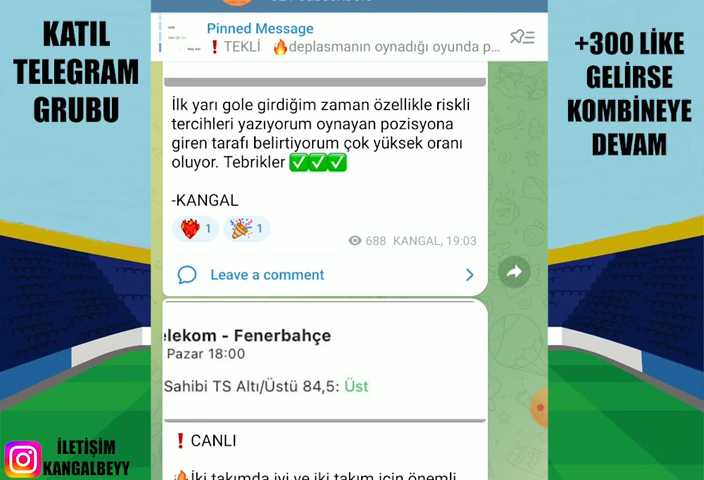 KATIL
TELEGRAM
GRUBU
Pinned Message
❗TEKLİ 🔥deplasmanın oynadığı oyunda p...
+300 LİKE
GELİRSE
KOMBİNEYE
DEVAM
İlk yarı gole girdiğim zaman özellikle riskli
tercihleri yazıyorum oynayan pozisyona
giren tarafı belirtiyorum çok yüksek oranı
oluyor. Tebrikler ✅✅✅
-KANGAL
❤️‍🔥 1 🎉 1
688 KANGAL, 19:03
Leave a comment
elekom - Fenerbahçe
Pazar 18:00
Sahibi TS Altı/Üstü 84,5: Üst
❗CANLI
🔥İki takımda iyi ve iki takım için önemli
İLETİŞİM
KANGALBEYY